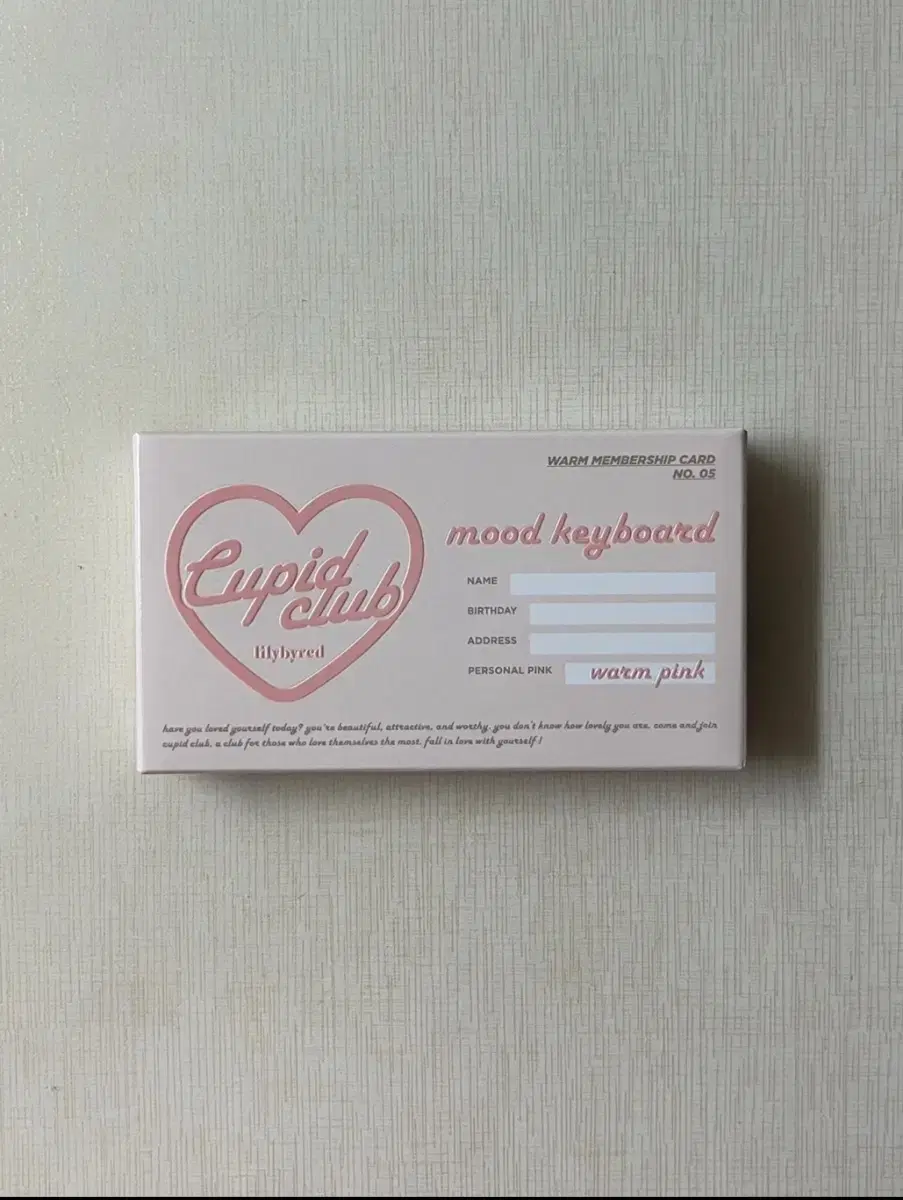 WARM MEMBERSHIP CARD
NO. 05
Cupid
club
lilybyred
mood keyboard
NAME
BIRTHDAY
ADDRESS
PERSONAL PINK warm pink
have you loved yourself today? you're beautiful, attractive, and worthy. you don't know how lovely you are. come and join
cupid club, a club for those who love themselves the most. fall in love with yourself!